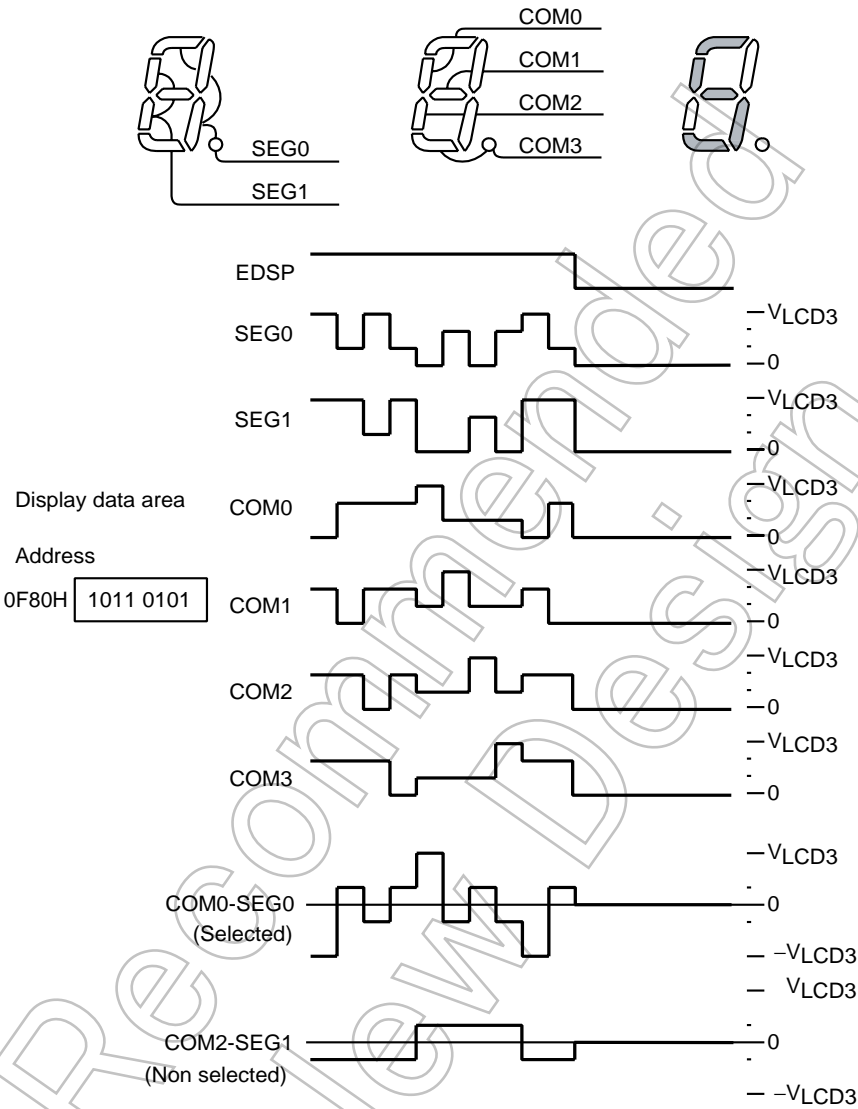 COM0
COM1
COM2
COM3
SEG0
SEG1
EDSP
SEG0
VLCD3
0
SEG1
VLCD3
0
Display data area
COM0
VLCD3
0
Address
0F80H 1011 0101
COM1
VLCD3
0
COM2
VLCD3
0
COM3
VLCD3
0
COM0-SEG0
(Selected)
VLCD3
0
−VLCD3
COM2-SEG1
(Non selected)
VLCD3
0
−VLCD3
Recommended
Design